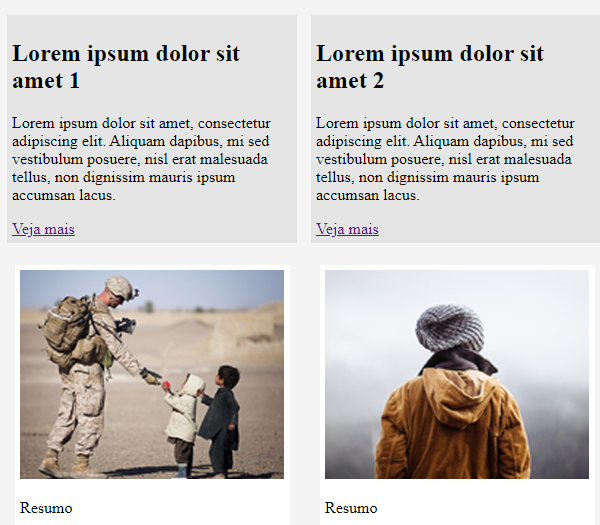 Lorem ipsum dolor sit
amet 1
Lorem ipsum dolor sit amet, consectetur
adipiscing elit. Aliquam dapibus, mi sed
vestibulum posuere, nisl erat malesuada
tellus, non dignissim mauris ipsum
accumsan lacus.
Veja mais
Lorem ipsum dolor sit
amet 2
Lorem ipsum dolor sit amet, consectetur
adipiscing elit. Aliquam dapibus, mi sed
vestibulum posuere, nisl erat malesuada
tellus, non dignissim mauris ipsum
accumsan lacus.
Veja mais
Resumo
Resumo